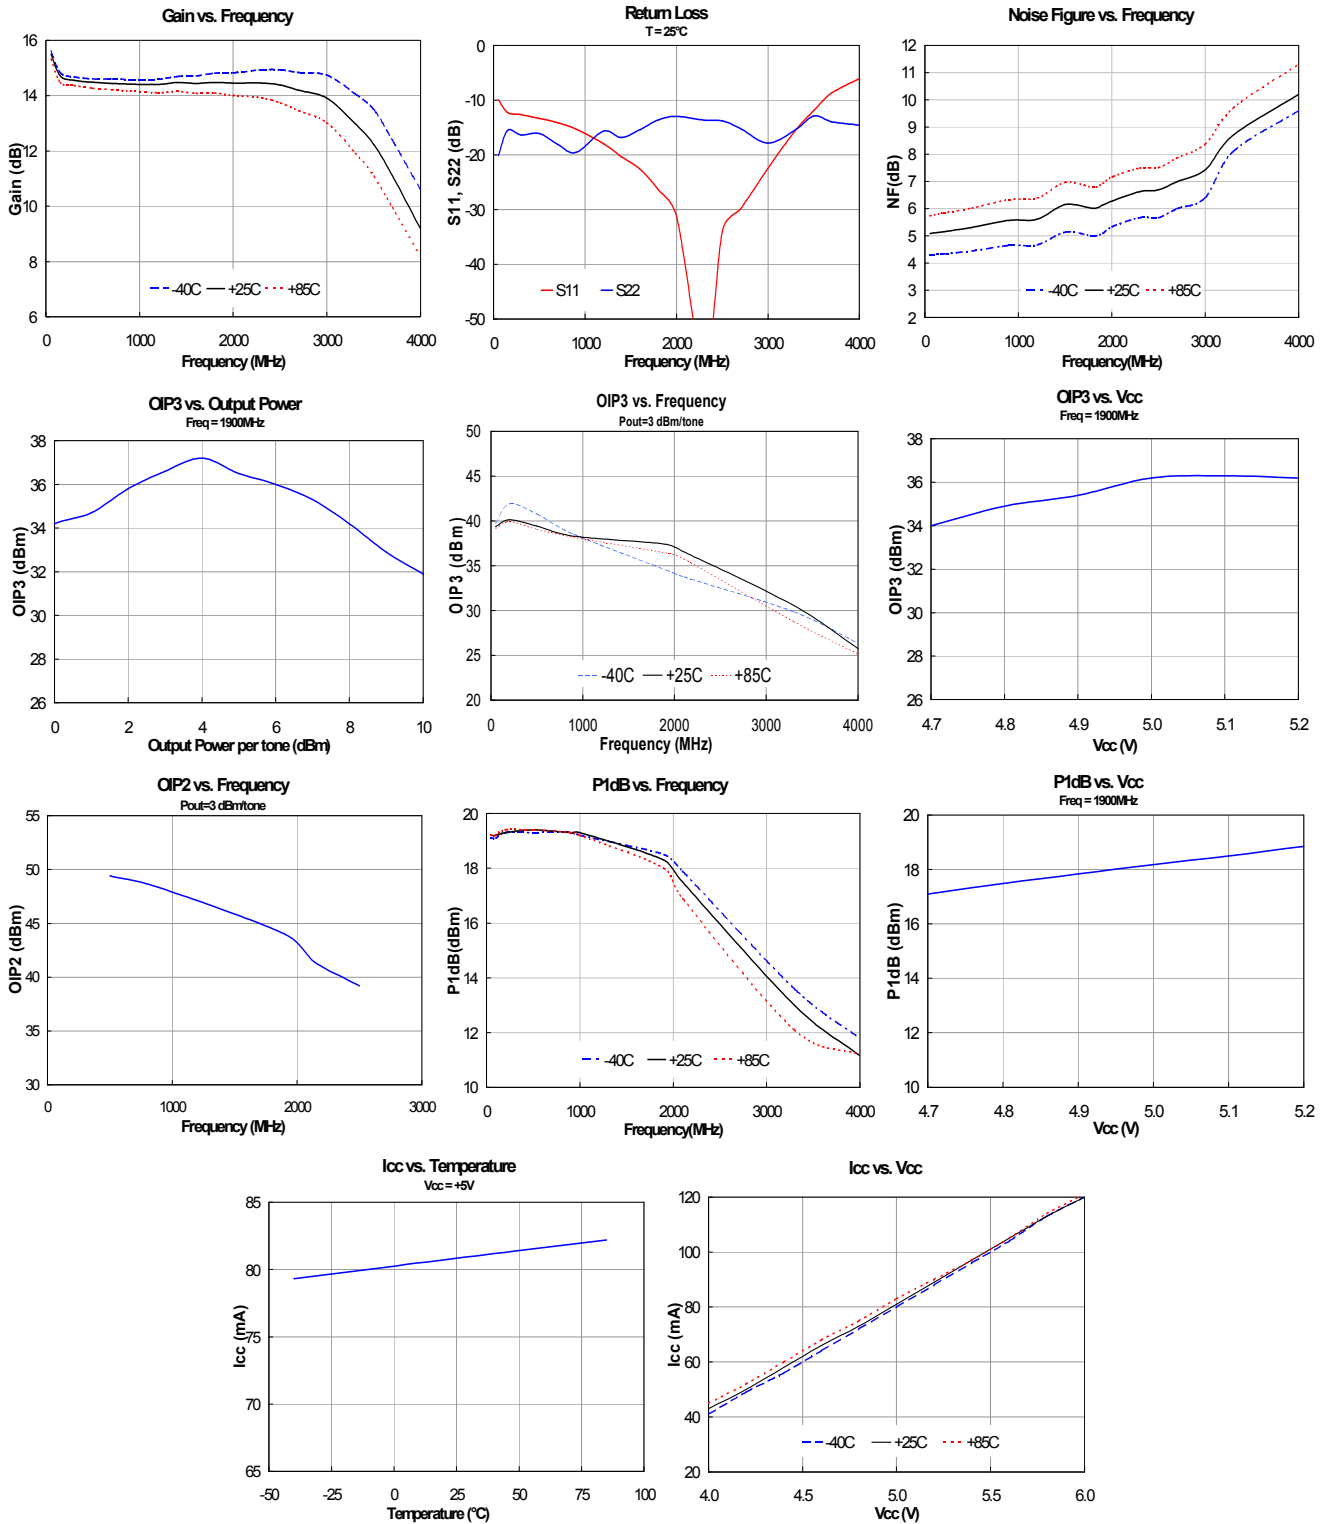 Gain vs. Frequency
16
14
12
10
8
6
Gain (dB)
-40C +25C +85C
0 1000 2000 3000 4000
Frequency (MHz)
Return Loss
T = 25°C
0
-10
-20
-30
-40
-50
S11, S22 (dB)
S11 S22
0 1000 2000 3000 4000
Frequency (MHz)
Noise Figure vs. Frequency
12
11
10
9
8
7
6
5
4
3
2
NF(dB)
-40C +25C +85C
0 1000 2000 3000 4000
Frequency(MHz)
OIP3 vs. Output Power
Freq = 1900MHz
38
36
34
32
30
28
26
OIP3 (dBm)
0 2 4 6 8 10
Output Power per tone (dBm)
OIP3 vs. Frequency
Pout=3 dBm/tone
50
45
40
35
30
25
20
OIP3 (dBm)
-40C +25C +85C
0 1000 2000 3000 4000
Frequency (MHz)
OIP3 vs. Vcc
Freq = 1900MHz
38
36
34
32
30
28
26
OIP3 (dBm)
4.7 4.8 4.9 5.0 5.1 5.2
Vcc (V)
OIP2 vs. Frequency
Pout=3 dBm/tone
55
50
45
40
35
30
OIP2 (dBm)
0 1000 2000 3000
Frequency (MHz)
P1dB vs. Frequency
20
18
16
14
12
10
P1dB(dBm)
-40C +25C +85C
0 1000 2000 3000 4000
Frequency(MHz)
P1dB vs. Vcc
Freq = 1900MHz
20
18
16
14
12
10
P1dB (dBm)
4.7 4.8 4.9 5.0 5.1 5.2
Vcc (V)
Icc vs. Temperature
Vcc = +5V
85
80
75
70
65
Icc (mA)
-50 -25 0 25 50 75 100
Temperature (°C)
Icc vs. Vcc
120
100
80
60
40
20
Icc (mA)
-40C +25C +85C
4.0 4.5 5.0 5.5 6.0
Vcc (V)